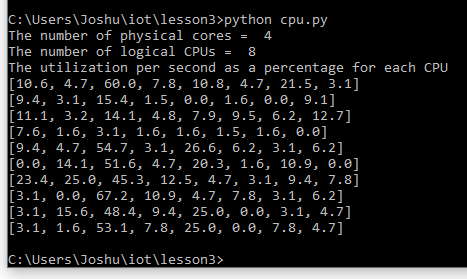 C:\Users\Joshu\iot\lesson3>python cpu.py
The number of physical cores =  4
The number of logical CPUs =  8
The utilization per second as a percentage for each CPU
[10.6, 4.7, 60.0, 7.8, 10.8, 4.7, 21.5, 3.1]
[9.4, 3.1, 15.4, 1.5, 0.0, 1.6, 0.0, 9.1]
[11.1, 3.2, 14.1, 4.8, 7.9, 9.5, 6.2, 12.7]
[7.6, 1.6, 3.1, 1.6, 1.6, 1.5, 1.6, 0.0]
[9.4, 4.7, 54.7, 3.1, 26.6, 6.2, 3.1, 6.2]
[0.0, 14.1, 51.6, 4.7, 20.3, 1.6, 10.9, 0.0]
[23.4, 25.0, 45.3, 12.5, 4.7, 3.1, 9.4, 7.8]
[3.1, 0.0, 67.2, 10.9, 4.7, 7.8, 3.1, 6.2]
[3.1, 15.6, 48.4, 9.4, 25.0, 0.0, 3.1, 4.7]
[3.1, 1.6, 53.1, 7.8, 25.0, 0.0, 7.8, 4.7]
C:\Users\Joshu\iot\lesson3>